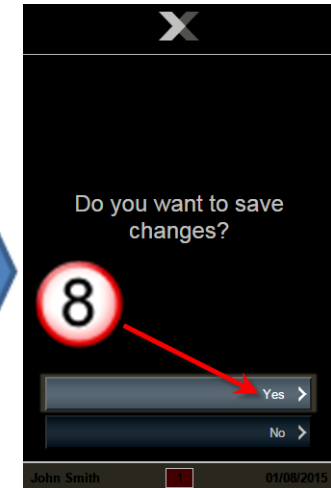 Do you want to save
changes?
8
Yes
No
John Smith 1 01/08/2015